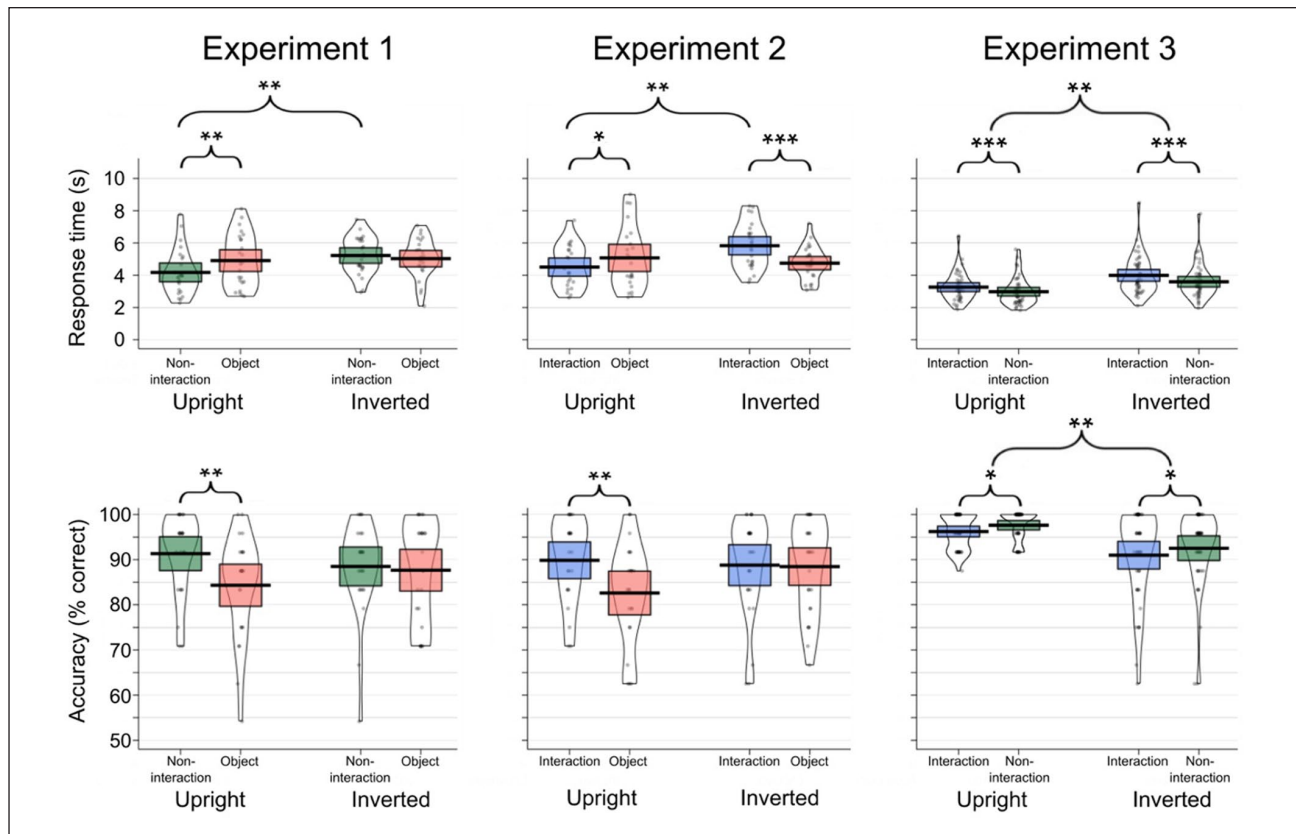 Experiment 1 Experiment 2 Experiment 3
** ** **
** * *** *** ***
Response time (s)
10
8
6
4
2
0
Non-interaction Object Non-interaction Object
Upright Inverted
Interaction Object Interaction Object
Upright Inverted
Interaction Non-interaction Interaction Non-interaction
Upright Inverted
**
** ** * *
Accuracy (% correct)
100
90
80
70
60
50
Non-interaction Object Non-interaction Object
Upright Inverted
Interaction Object Interaction Object
Upright Inverted
Interaction Non-interaction Interaction Non-interaction
Upright Inverted